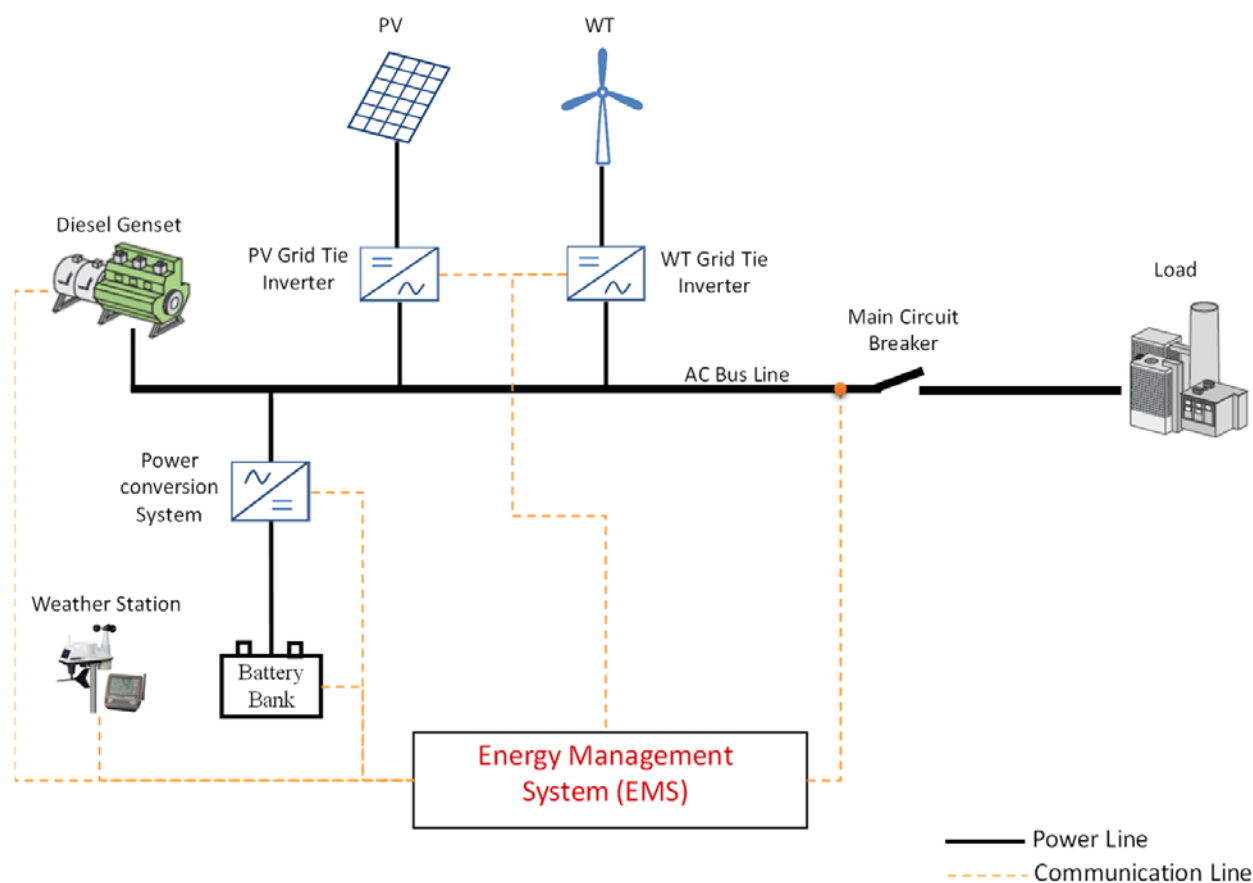 PV
WT
Diesel Genset
PV Grid Tie
Inverter
WT Grid Tie
Inverter
Load
Main Circuit
Breaker
AC Bus Line
Power
conversion
System
Weather Station
Battery
Bank
Energy Management
System (EMS)
Power Line
Communication Line